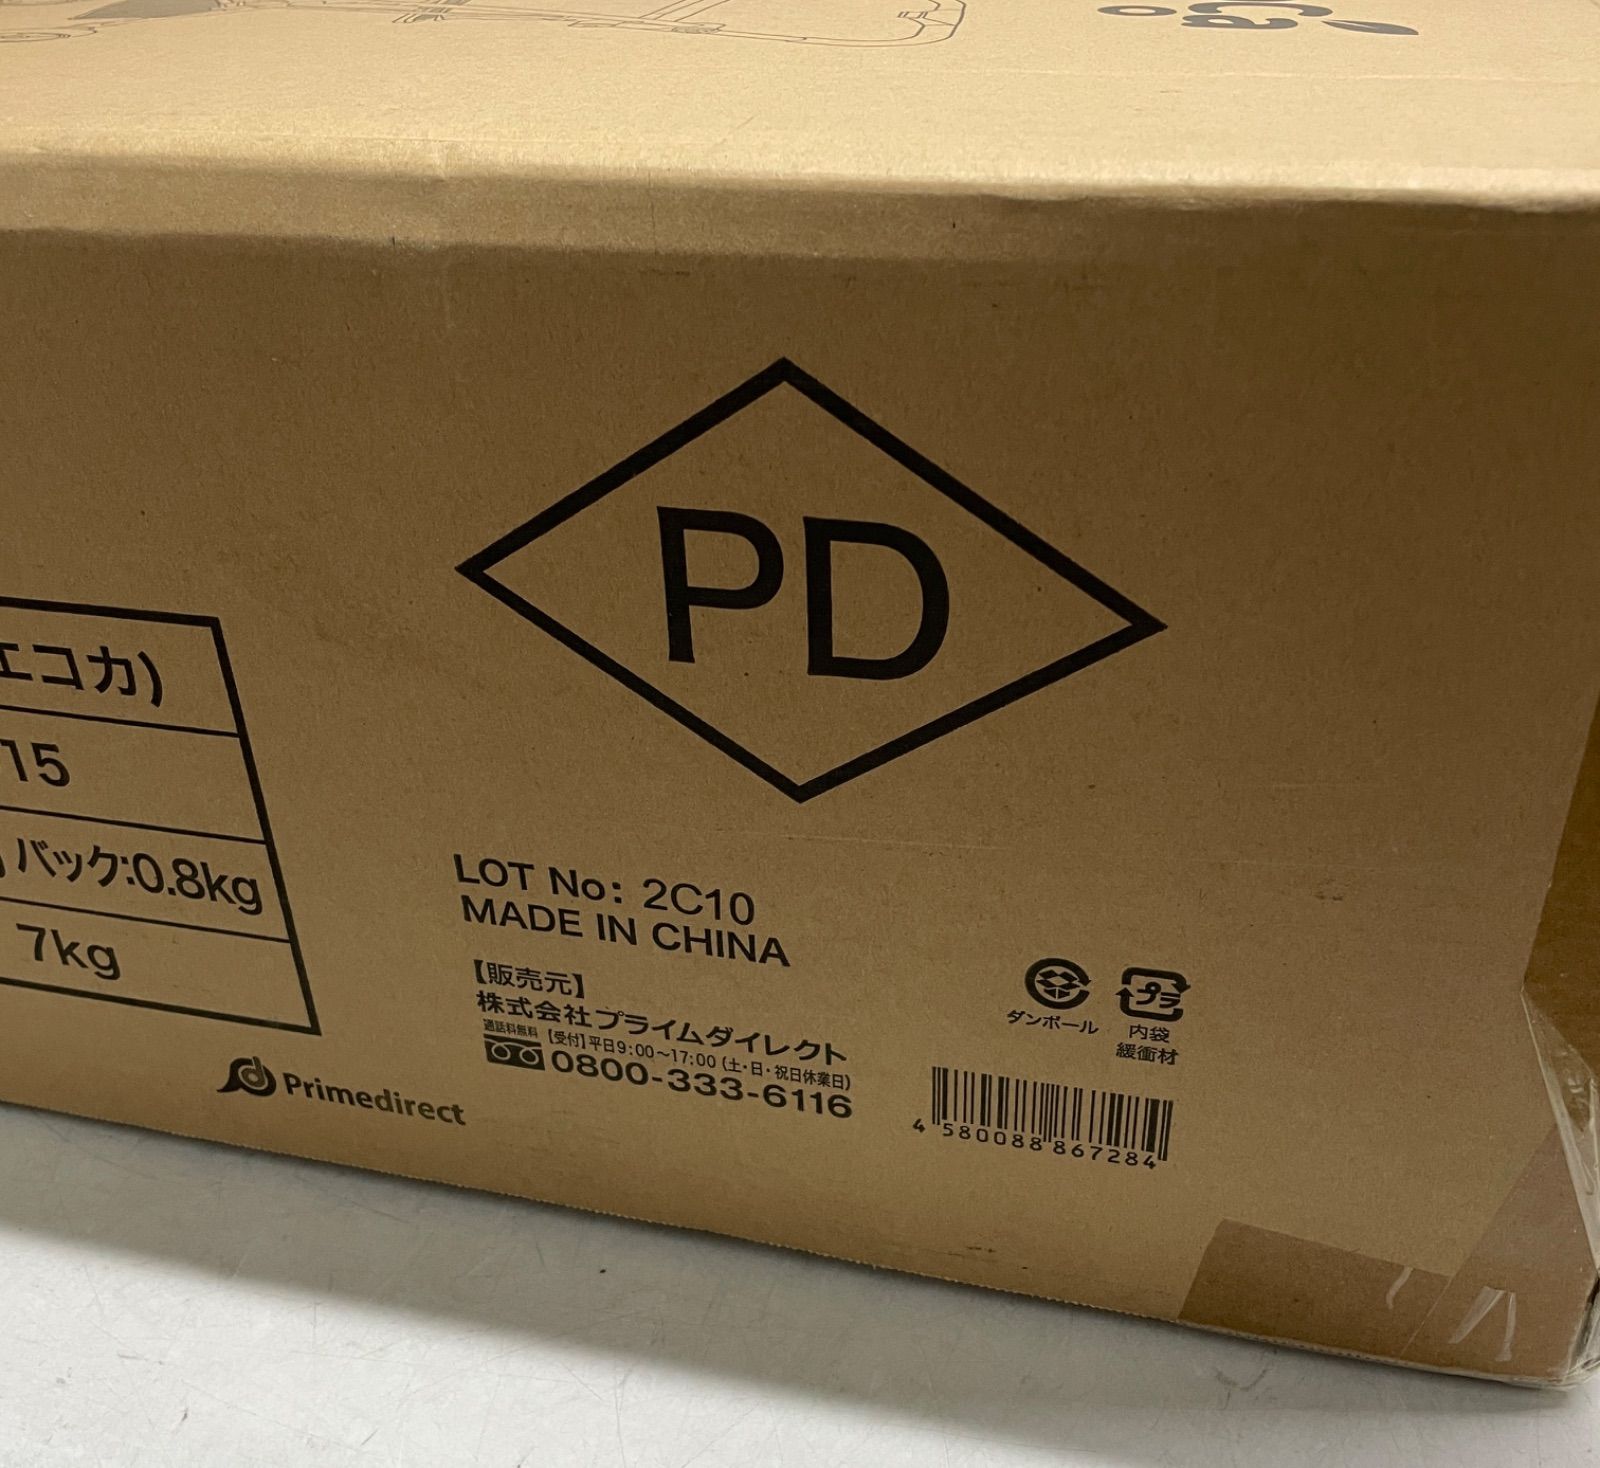 PD
エコカ)
15
バック:0.8kg
7kg
LOT No: 2C10
MADE IN CHINA
【販売元】
株式会社プライムダイレクト
通話料無料 【受付】平日9:00~17:00 (土・日・祝日休業日)
0800-333-6116
Primedirect
ダンボール
プラ
内袋
緩衝材
4 580088 867284